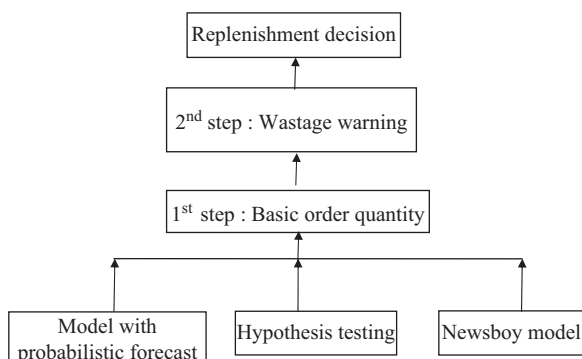 Replenishment decision
2nd step : Wastage warning
1st step : Basic order quantity
Model with
probabilistic forecast
Hypothesis testing
Newsboy model